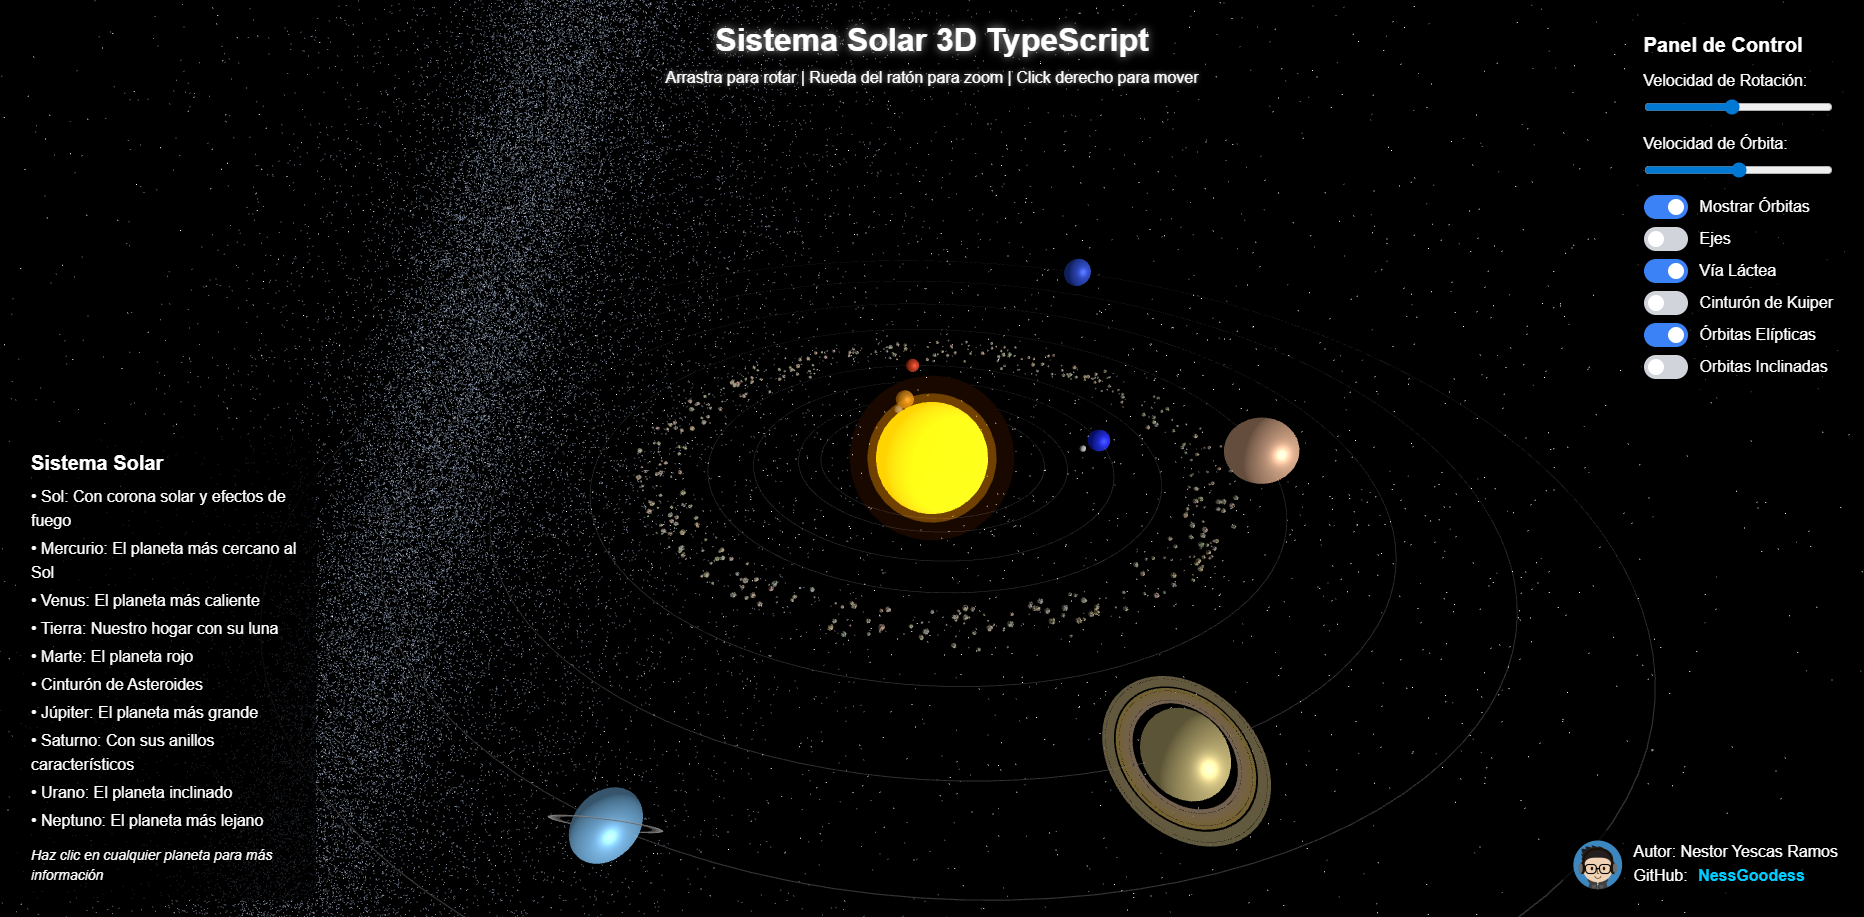 Sistema Solar 3D TypeScript
Arrastra para rotar | Rueda del ratón para zoom | Click derecho para mover
Panel de Control
Velocidad de Rotación:
Velocidad de Órbita:
Mostrar Órbitas
Ejes
Vía Láctea
Cinturón de Kuiper
Órbitas Elípticas
Orbitas Inclinadas
Sistema Solar
• Sol: Con corona solar y efectos de
fuego
• Mercurio: El planeta más cercano al
Sol
• Venus: El planeta más caliente
• Tierra: Nuestro hogar con su luna
• Marte: El planeta rojo
• Cinturón de Asteroides
• Júpiter: El planeta más grande
• Saturno: Con sus anillos
característicos
• Urano: El planeta inclinado
• Neptuno: El planeta más lejano
Haz clic en cualquier planeta para más
información
Autor: Nestor Yescas Ramos
GitHub: NessGoodess